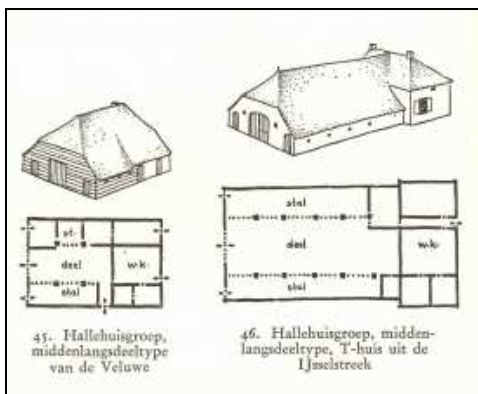 st.
deel
w.k.
stal
stal
deel
w.k.
stal
45. Hallehuisgroep,
middenlangsdeeltype
van de Veluwe
46. Hallehuisgroep, midden-
langsdeeltype, T-huis uit de
IJsselstreek